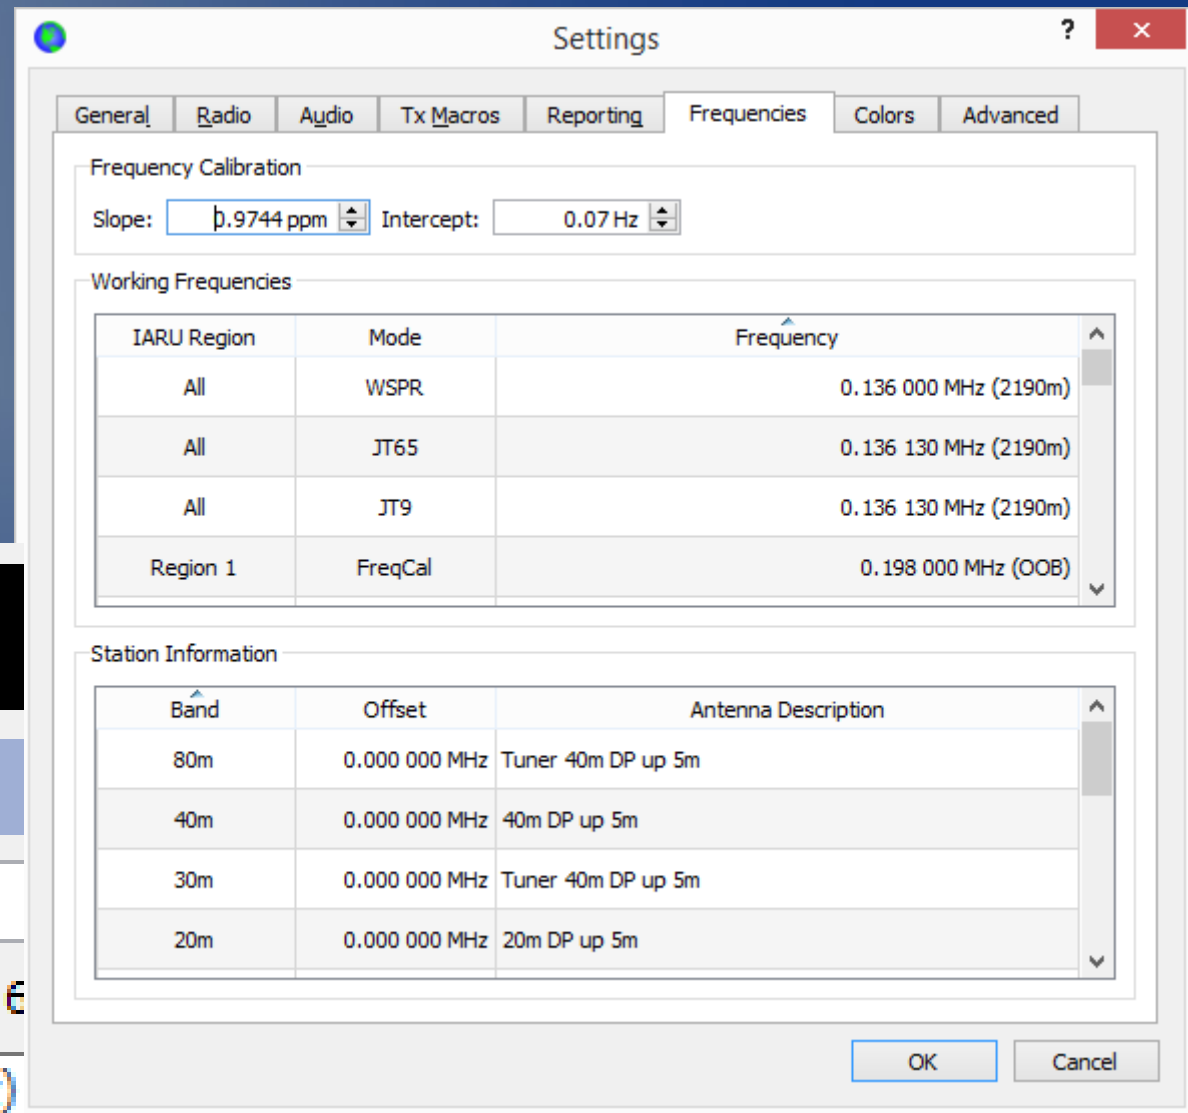 Settings
?
General Radio Audio Tx Macros Reporting Frequencies Colors Advanced
Frequency Calibration
Slope: 0.9744 ppm Intercept: 0.07 Hz
Working Frequencies
IARU Region Mode Frequency
All WSPR 0.136 000 MHz (2190m)
All JT65 0.136 130 MHz (2190m)
All JT9 0.136 130 MHz (2190m)
Region 1 FreqCal 0.198 000 MHz (OOB)
Station Information
Band Offset Antenna Description
80m 0.000 000 MHz Tuner 40m DP up 5m
40m 0.000 000 MHz 40m DP up 5m
30m 0.000 000 MHz Tuner 40m DP up 5m
20m 0.000 000 MHz 20m DP up 5m
OK Cancel